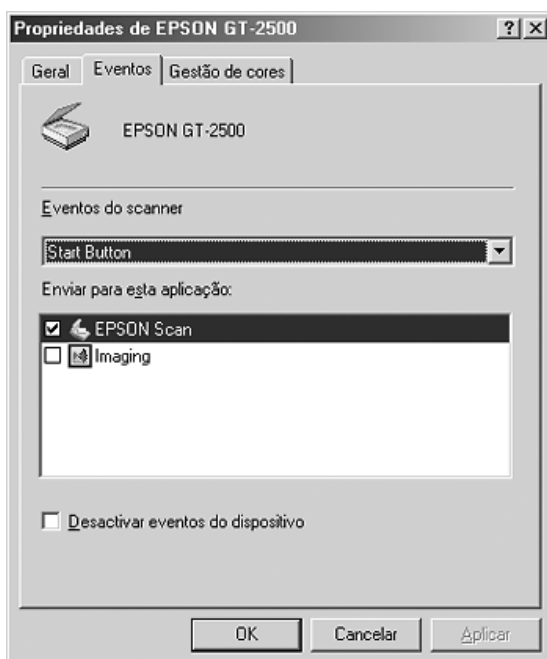 Propriedades de EPSON GT-2500
Geral Eventos Gestão de cores
EPSON GT-2500
Eventos do scanner
Start Button
Enviar para esta aplicação:
EPSON Scan
Imaging
Desactivar eventos do dispositivo
OK Cancelar Aplicar